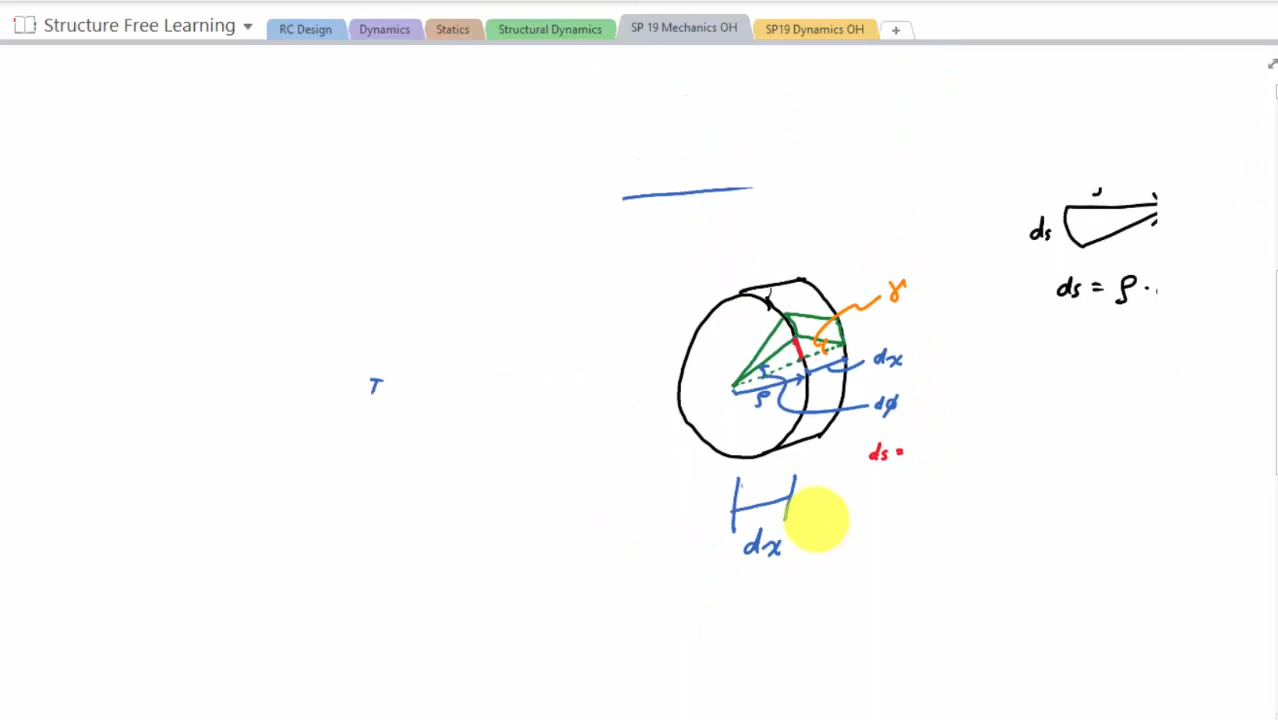 Structure Free Learning
RC Design
Dynamics
Statics
Structural Dynamics
SP 19 Mechanics OH
SP19 Dynamics OH
+
ds
ds = ρ ·
γ
dx
ρ
dφ
T
ds =
dx